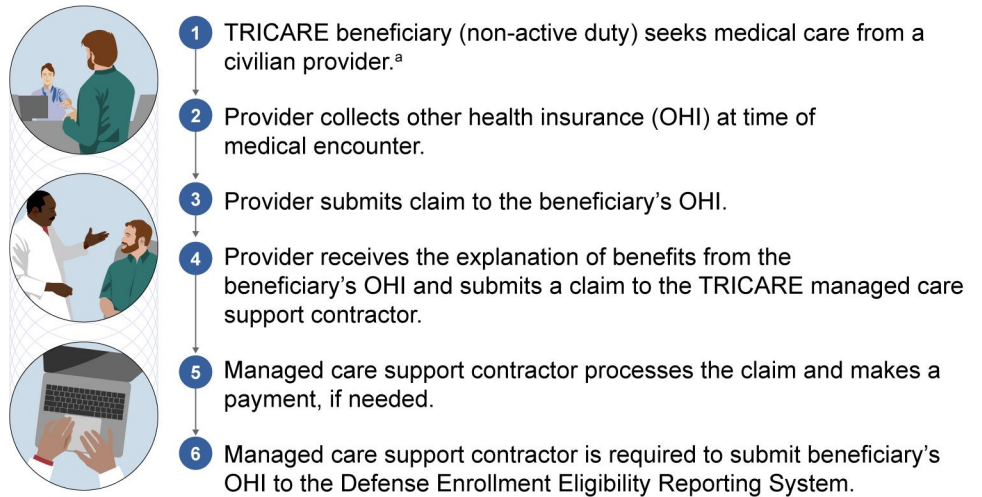 1 TRICARE beneficiary (non-active duty) seeks medical care from a
civilian provider.ᵃ
2 Provider collects other health insurance (OHI) at time of
medical encounter.
3 Provider submits claim to the beneficiary’s OHI.
4 Provider receives the explanation of benefits from the
beneficiary’s OHI and submits a claim to the TRICARE managed care
support contractor.
5 Managed care support contractor processes the claim and makes a
payment, if needed.
6 Managed care support contractor is required to submit beneficiary’s
OHI to the Defense Enrollment Eligibility Reporting System.